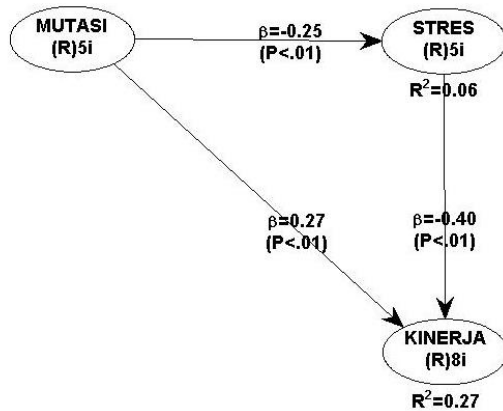 MUTASI
(R)5i
β=-0.25
(P<.01)
STRES
(R)5i
R²=0.06
β=0.27
(P<.01)
β=-0.40
(P<.01)
KINERJA
(R)8i
R²=0.27